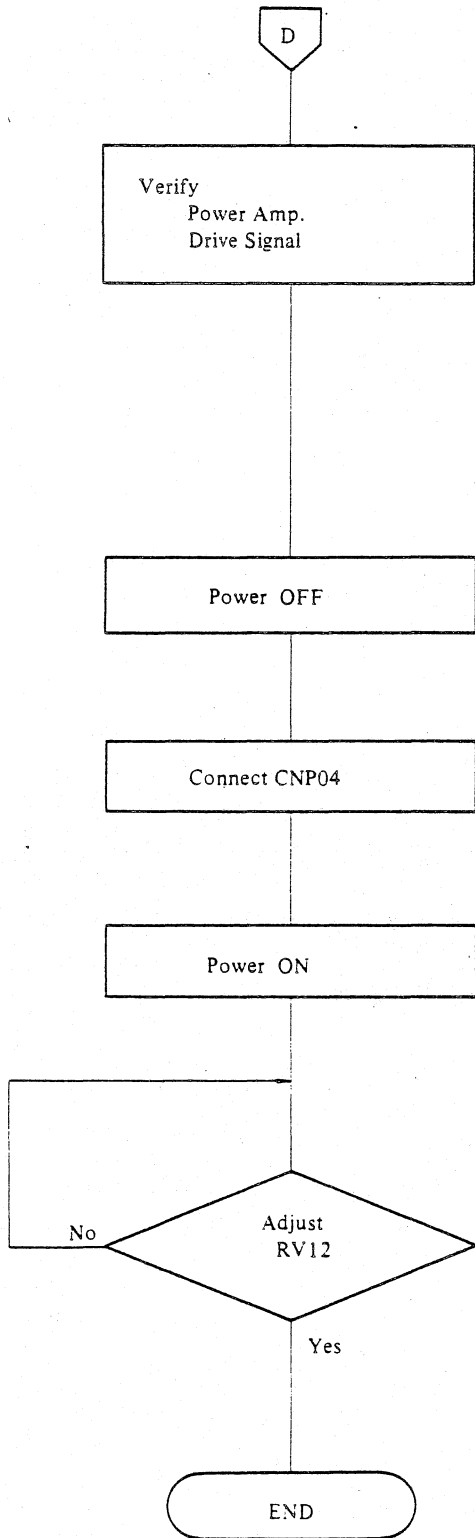 D
Verify
Power Amp.
Drive Signal
Power OFF
Connect CNP04
Power ON
Adjust
RV12
No
Yes
END